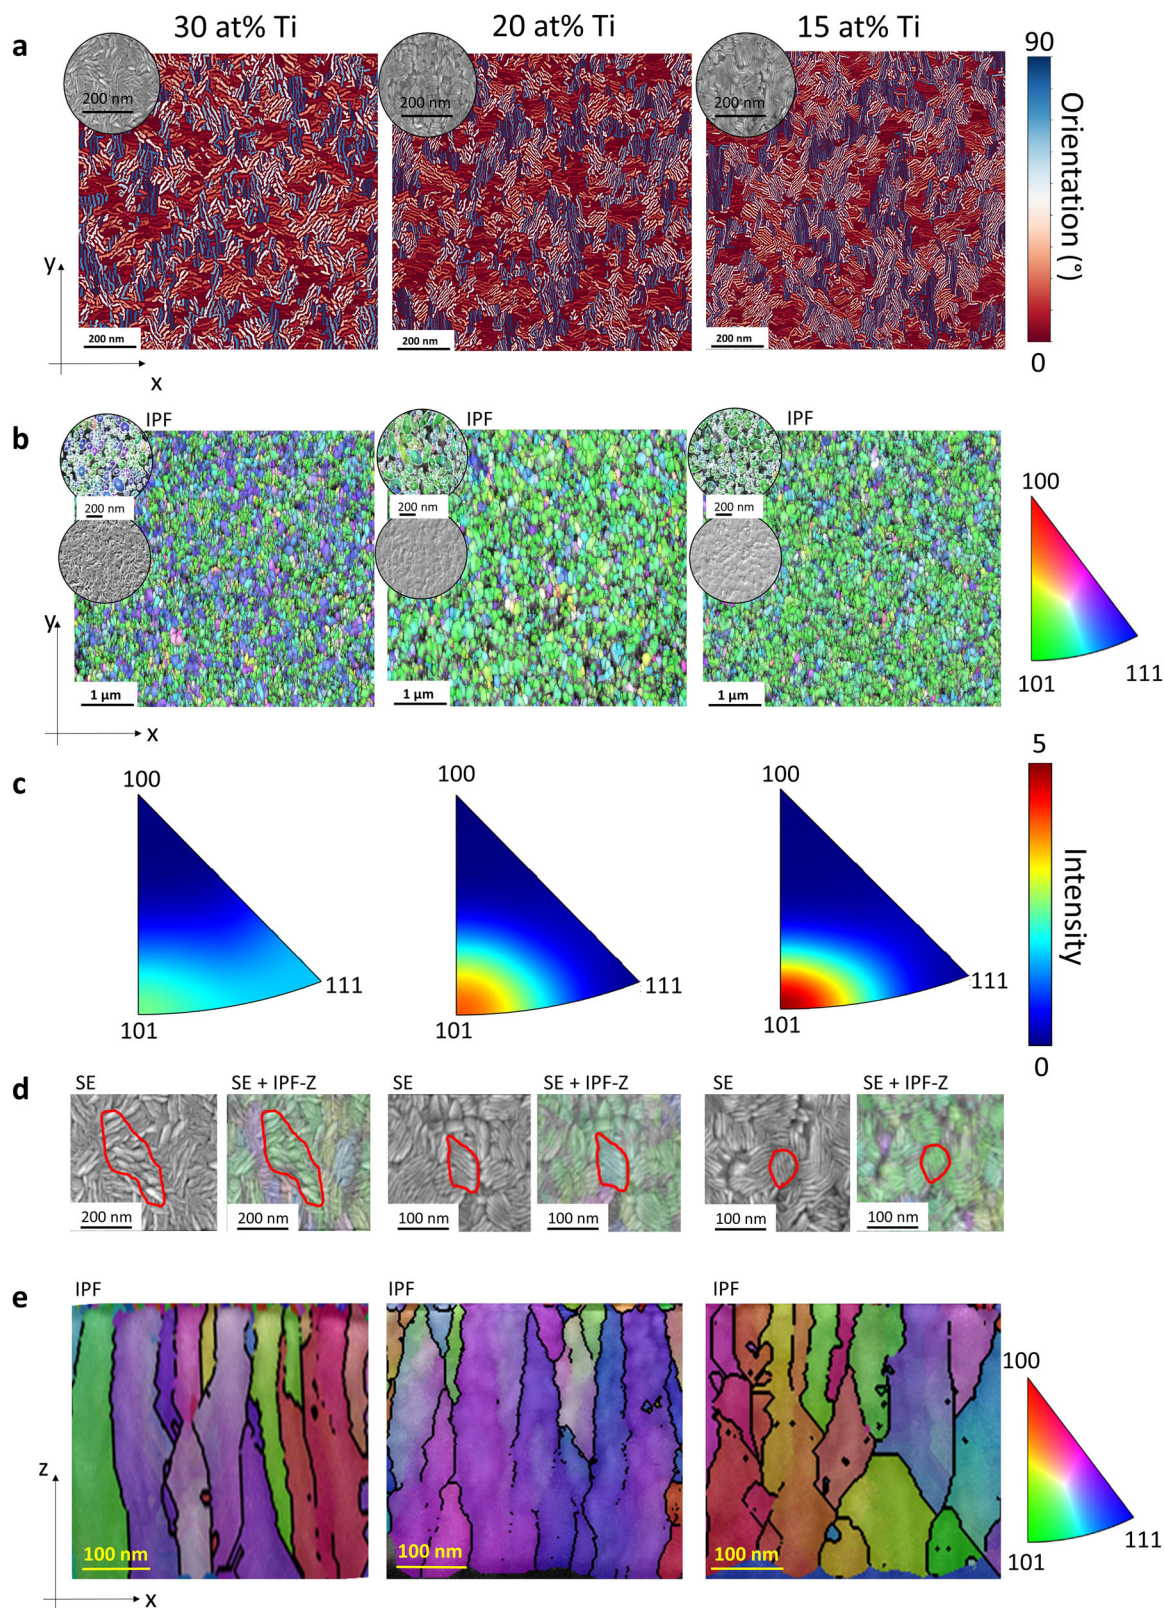 30 at% Ti
20 at% Ti
15 at% Ti
a
200 nm
200 nm
200 nm
90
Orientation (°)
0
y
200 nm
200 nm
200 nm
x
b
IPF
IPF
IPF
200 nm
200 nm
200 nm
100
101
111
y
1 µm
1 µm
1 µm
x
c
100
100
100
5
Intensity
0
111
111
111
101
101
101
d
SE
SE + IPF-Z
SE
SE + IPF-Z
SE
SE + IPF-Z
200 nm
200 nm
100 nm
100 nm
100 nm
100 nm
e
IPF
IPF
IPF
100
101
111
z
100 nm
100 nm
100 nm
x